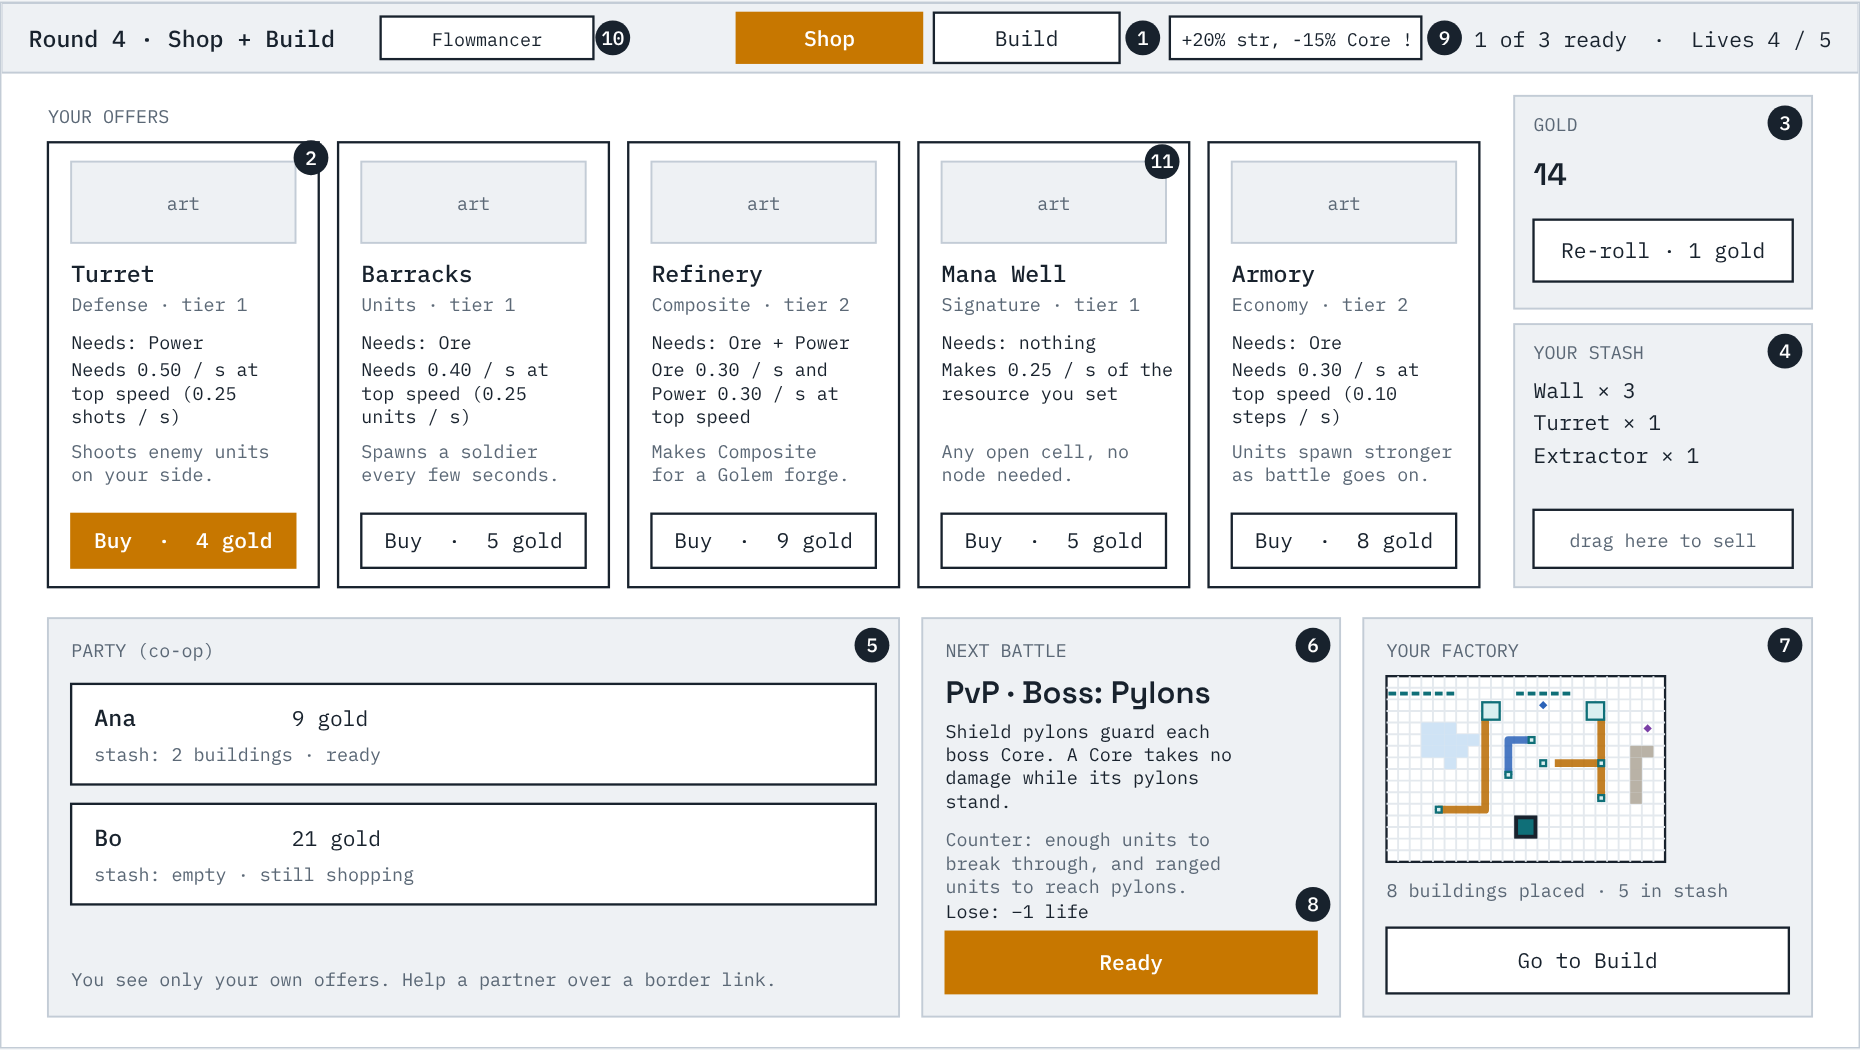 Round 4 · Shop + Build
Flowmancer
10
Shop
Build
1
+20% str, -15% Core !
9
1 of 3 ready · Lives 4 / 5
YOUR OFFERS
2
art
Turret
Defense · tier 1
Needs: Power
Needs 0.50 / s at
top speed (0.25
shots / s)
Shoots enemy units
on your side.
Buy · 4 gold
art
Barracks
Units · tier 1
Needs: Ore
Needs 0.40 / s at
top speed (0.25
units / s)
Spawns a soldier
every few seconds.
Buy · 5 gold
art
Refinery
Composite · tier 2
Needs: Ore + Power
Ore 0.30 / s and
Power 0.30 / s at
top speed
Makes Composite
for a Golem forge.
Buy · 9 gold
11
art
Mana Well
Signature · tier 1
Needs: nothing
Makes 0.25 / s of the
resource you set
Any open cell, no
node needed.
Buy · 5 gold
art
Armory
Economy · tier 2
Needs: Ore
Needs 0.30 / s at
top speed (0.10
steps / s)
Units spawn stronger
as battle goes on.
Buy · 8 gold
GOLD
3
14
Re-roll · 1 gold
YOUR STASH
4
Wall × 3
Turret × 1
Extractor × 1
drag here to sell
PARTY (co-op)
5
Ana 9 gold
stash: 2 buildings · ready
Bo 21 gold
stash: empty · still shopping
You see only your own offers. Help a partner over a border link.
NEXT BATTLE
6
PvP · Boss: Pylons
Shield pylons guard each
boss Core. A Core takes no
damage while its pylons
stand.
Counter: enough units to
break through, and ranged
units to reach pylons.
Lose: −1 life
8
Ready
YOUR FACTORY
7
8 buildings placed · 5 in stash
Go to Build